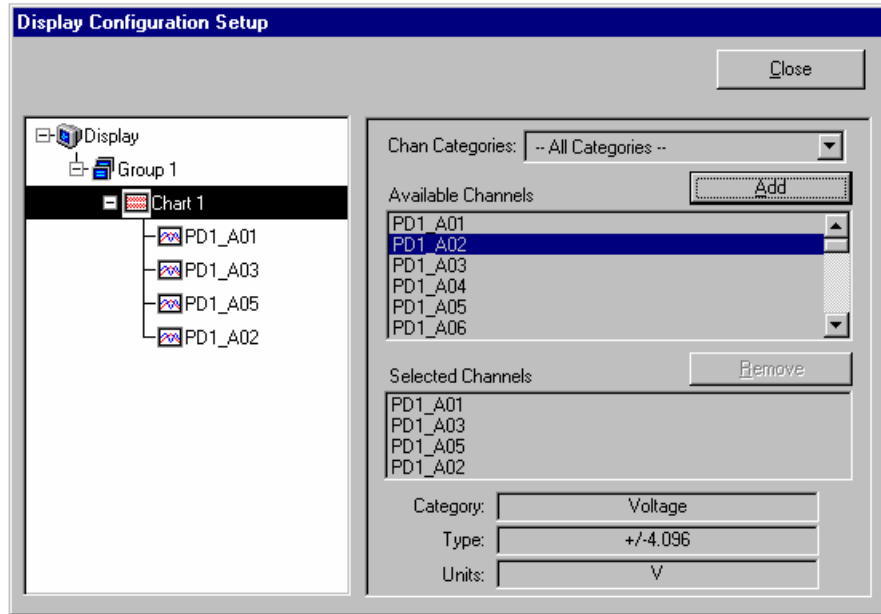 Display Configuration Setup
Close
Display
Group 1
Chart 1
PD1_A01
PD1_A03
PD1_A05
PD1_A02
Chan Categories: -- All Categories --
Available Channels
Add
PD1_A01
PD1_A02
PD1_A03
PD1_A04
PD1_A05
PD1_A06
Selected Channels
Remove
PD1_A01
PD1_A03
PD1_A05
PD1_A02
Category: Voltage
Type: +/-4.096
Units: V